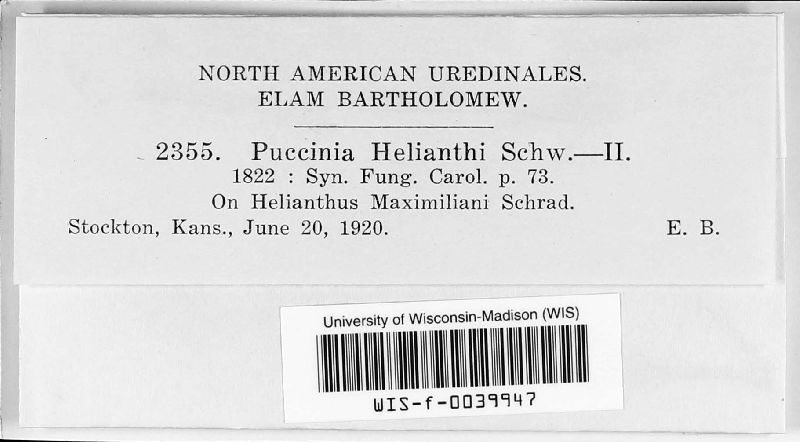 NORTH AMERICAN UREDINALES.
ELAM BARTHOLOMEW.
2355. Puccinia Helianthi Schw.—II.
1822 : Syn. Fung. Carol. p. 73.
On Helianthus Maximiliani Schrad.
Stockton, Kans., June 20, 1920. E. B.
University of Wisconsin-Madison (WIS)
WIS-f-0039947